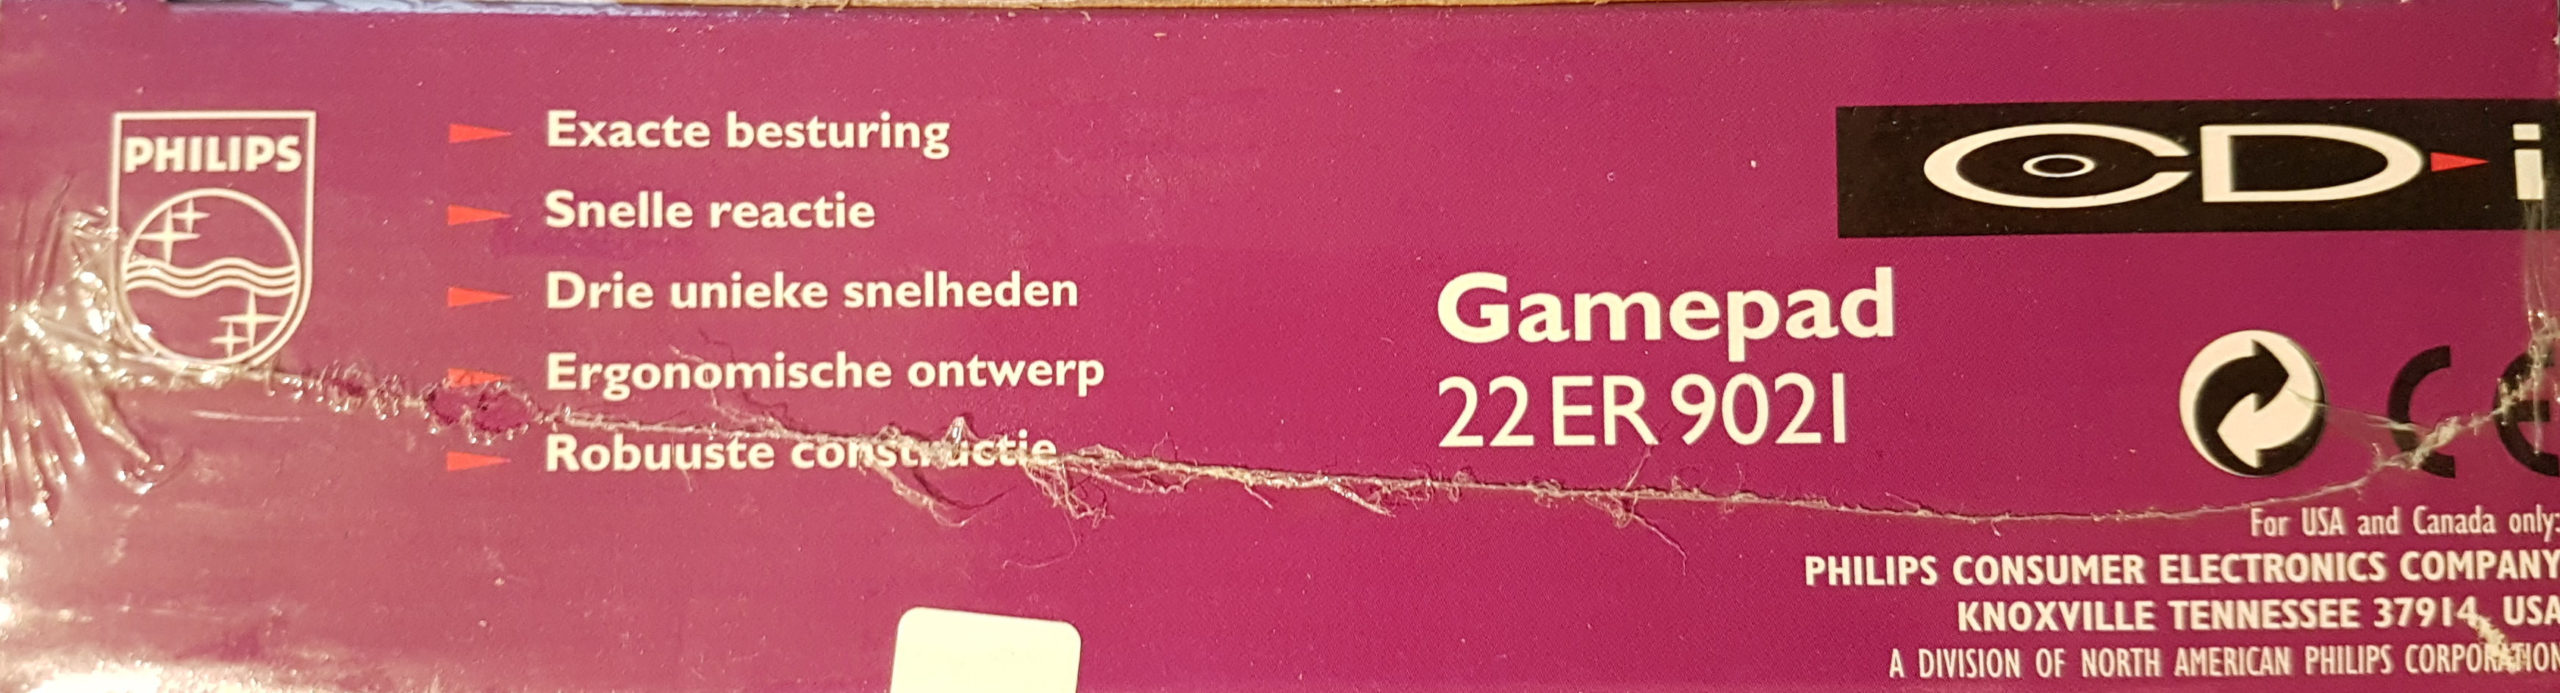 PHILIPS
Exacte besturing
Snelle reactie
Drie unieke snelheden
Ergonomische ontwerp
Robuuste constructie
CD-i
Gamepad
22 ER 9021
CE
For USA and Canada only:
PHILIPS CONSUMER ELECTRONICS COMPANY
KNOXVILLE TENNESSEE 37914, USA
A DIVISION OF NORTH AMERICAN PHILIPS CORPORATION